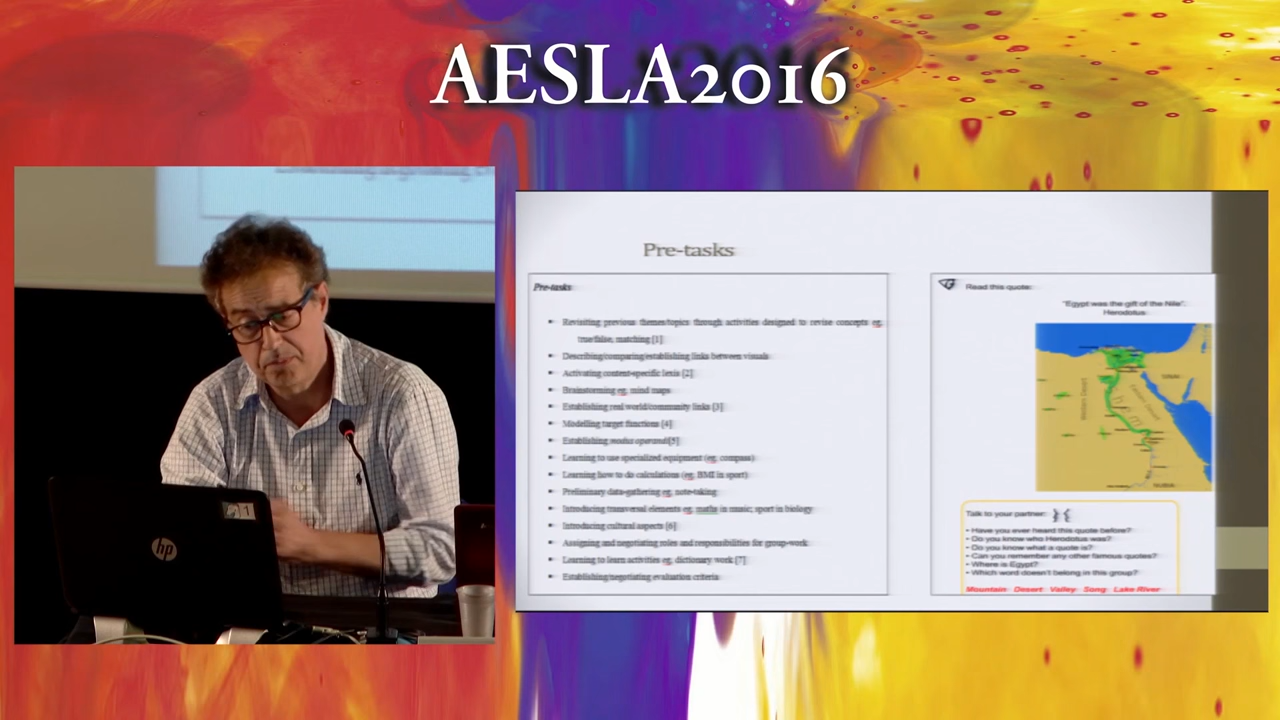 AESLA2016
Pre-tasks
Pre-tasks
Revisiting previous themes/topics through activities designed to revise concepts eg.
true/false, matching [1]
Describing/comparing/establishing links between visuals
Activating content-specific lexis [2]
Brainstorming eg. mind maps
Establishing real world/community links [3]
Modelling target functions [4]
Establishing modus operandi [5]
Learning to use specialized equipment (eg. compass)
Learning how to do calculations (eg. BMI in sport)
Preliminary data-gathering eg. note-taking
Introducing transversal elements eg. maths in music; sport in biology
Introducing cultural aspects [6]
Assigning and negotiating roles and responsibilities for group-work
Learning to learn activities eg. dictionary work [7]
Establishing/negotiating evaluation criteria
Read this quote:
"Egypt was the gift of the Nile".
Herodotus
Western Desert
SINAI
NUBIA
Talk to your partner:
• Have you ever heard this quote before?
• Do you know who Herodotus was?
• Do you know what a quote is?
• Can you remember any other famous quotes?
• Where is Egypt?
• Which word doesn't belong in this group?
Mountain Desert Valley Song Lake River
hp
1